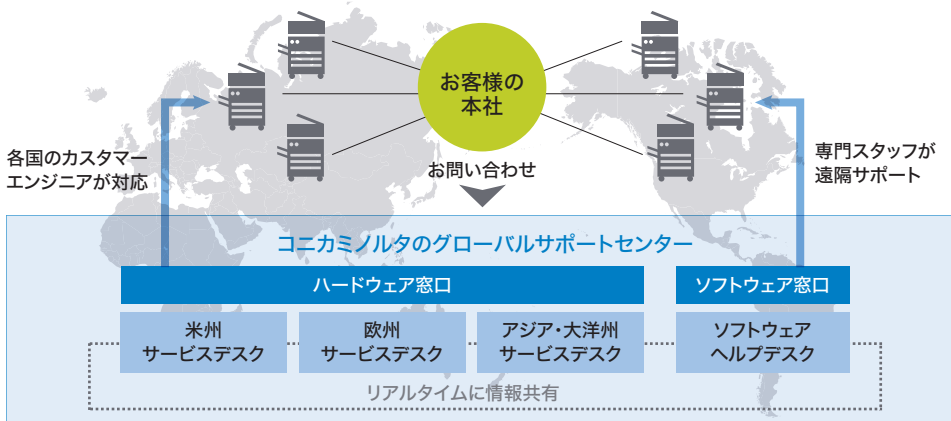 お客様の
本社
お問い合わせ
各国のカスタマー
エンジニアが対応
専門スタッフが
遠隔サポート
コニカミノルタのグローバルサポートセンター
ハードウェア窓口
ソフトウェア窓口
米州
サービスデスク
欧州
サービスデスク
アジア・大洋州
サービスデスク
ソフトウェア
ヘルプデスク
リアルタイムに情報共有